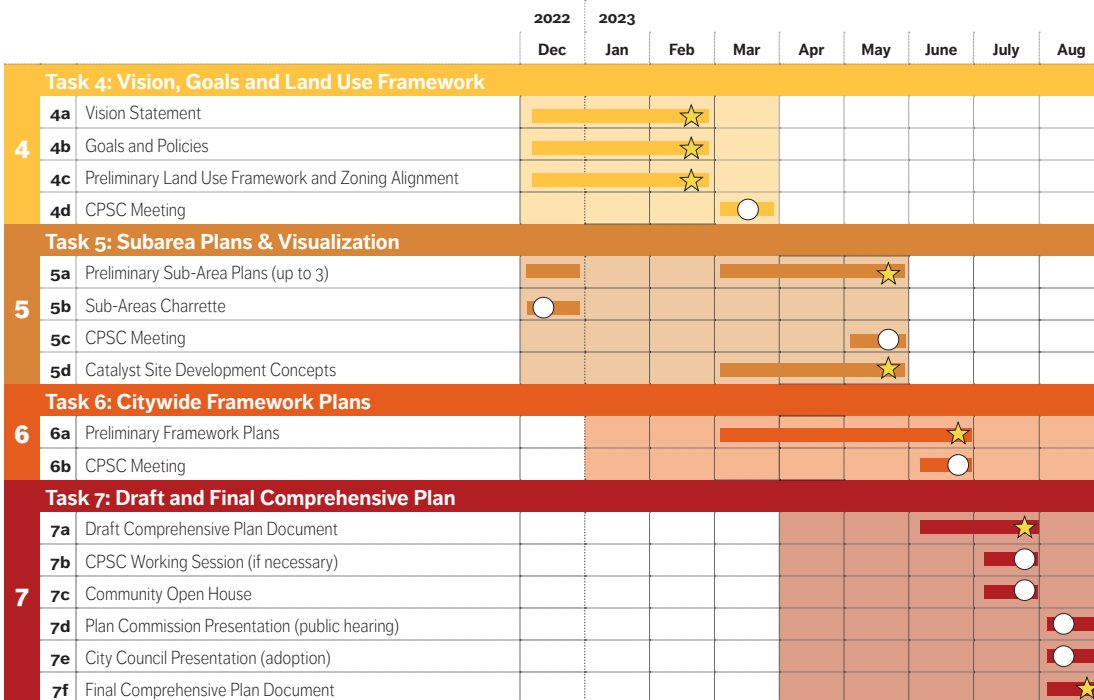 2022 2023
Dec Jan Feb Mar Apr May June July Aug
Task 4: Vision, Goals and Land Use Framework
4
4a Vision Statement
4b Goals and Policies
4c Preliminary Land Use Framework and Zoning Alignment
4d CPSC Meeting
Task 5: Subarea Plans & Visualization
5
5a Preliminary Sub-Area Plans (up to 3)
5b Sub-Areas Charrette
5c CPSC Meeting
5d Catalyst Site Development Concepts
Task 6: Citywide Framework Plans
6
6a Preliminary Framework Plans
6b CPSC Meeting
Task 7: Draft and Final Comprehensive Plan
7
7a Draft Comprehensive Plan Document
7b CPSC Working Session (if necessary)
7c Community Open House
7d Plan Commission Presentation (public hearing)
7e City Council Presentation (adoption)
7f Final Comprehensive Plan Document